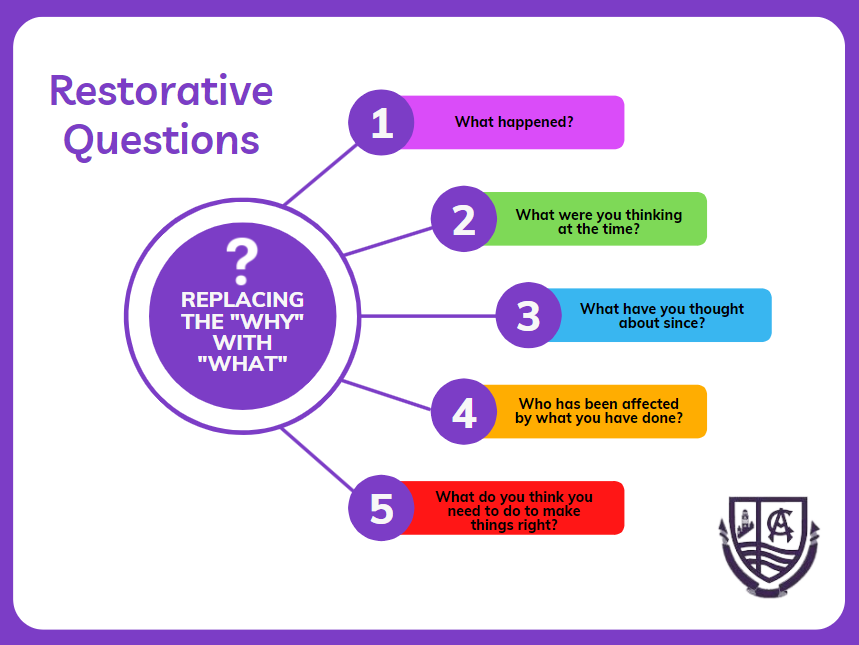 Restorative
Questions
?
REPLACING
THE "WHY"
WITH
"WHAT"
1
What happened?
2
What were you thinking
at the time?
3
What have you thought
about since?
4
Who has been affected
by what you have done?
5
What do you think you
need to do to make
things right?
CA